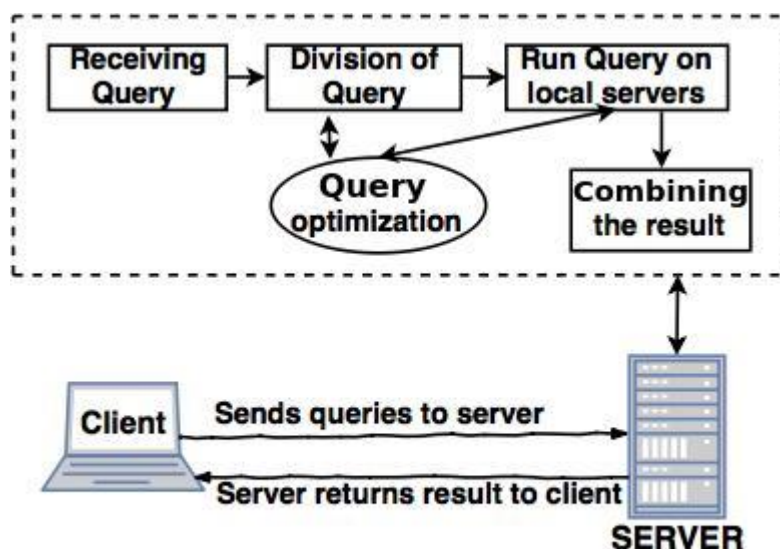 Receiving
Query
Division of
Query
Run Query on
local servers
Query
optimization
Combining
the result
Client
Sends queries to server
Server returns result to client
SERVER